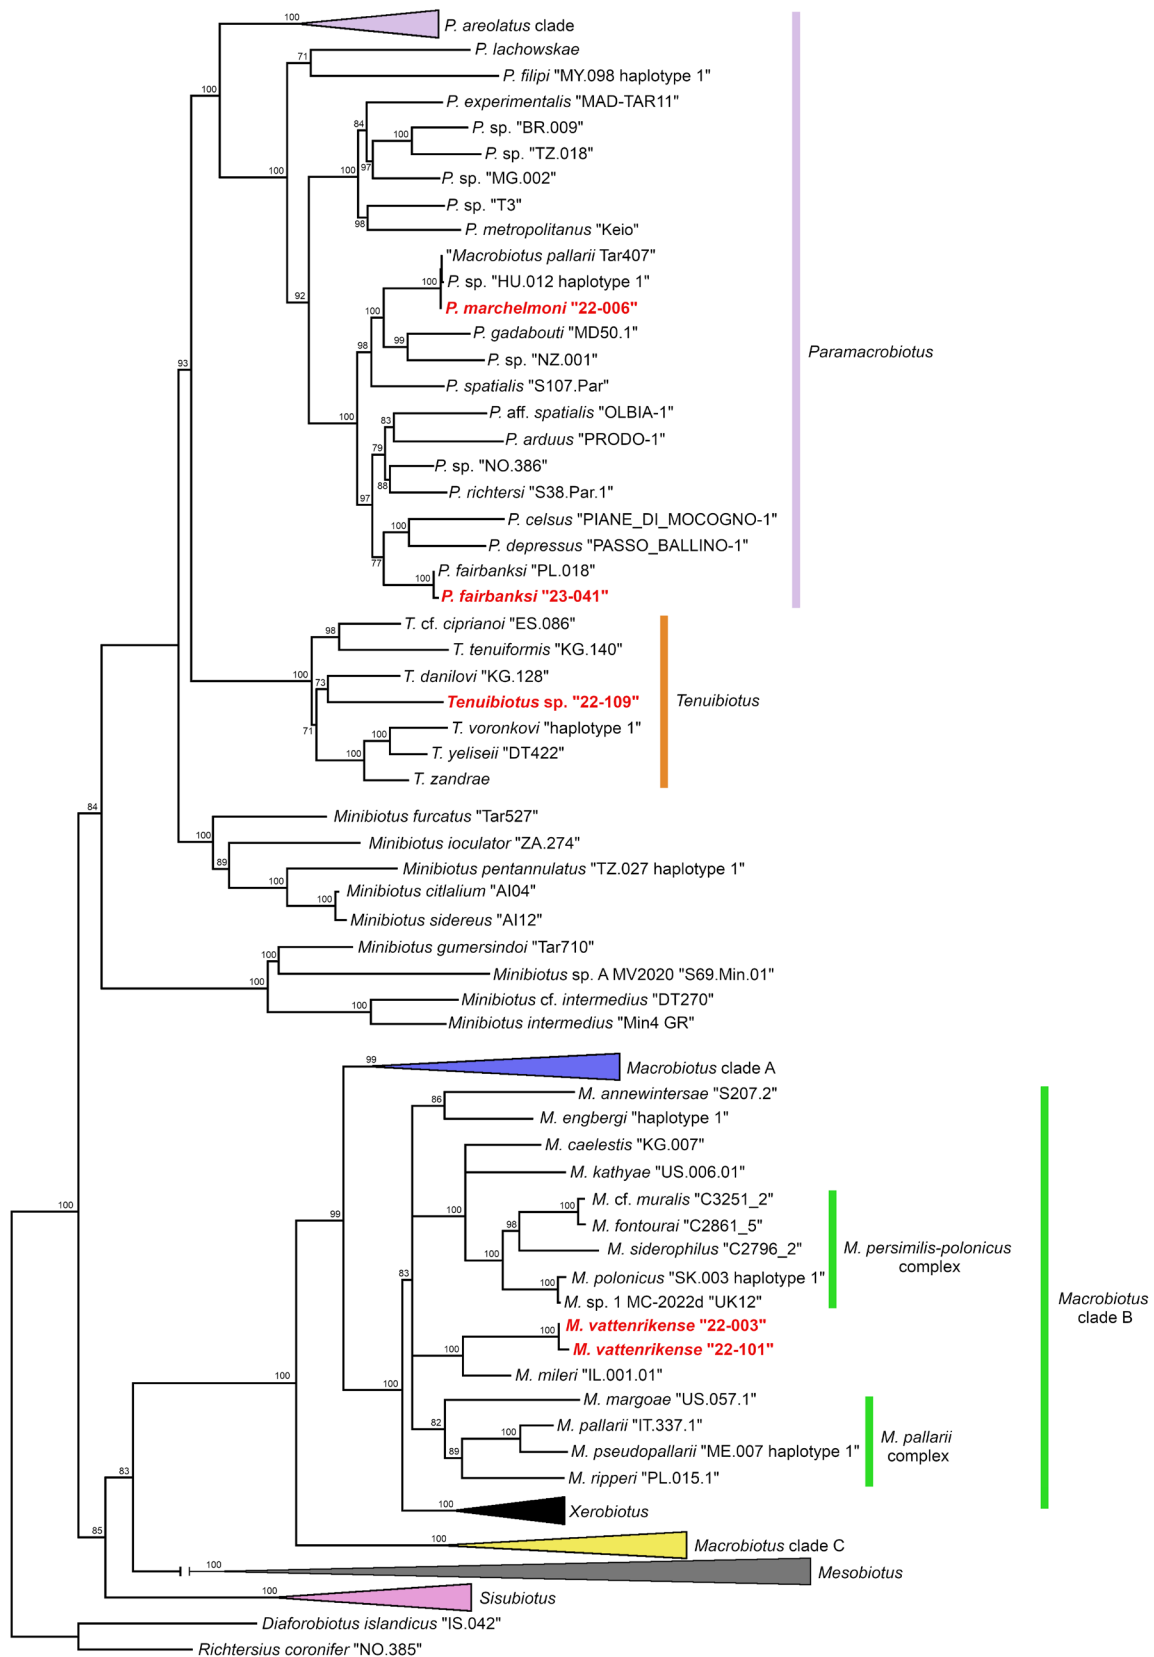 100
P. areolatus clade
P. lachowskae
71
P. filipi "MY.098 haplotype 1"
100
P. experimentalis "MAD-TAR11"
84
P. sp. "BR.009"
100
P. sp. "TZ.018"
97
100
100
P. sp. "MG.002"
P. sp. "T3"
98
P. metropolitanus "Keio"
"Macrobiotus pallarii Tar407"
P. sp. "HU.012 haplotype 1"
100
92
P. marchelmoni "22-006"
100
P. gadabouti "MD50.1"
99
98
P. sp. "NZ.001"
Paramacrobiotus
93
P. spatialis "S107.Par"
P. aff. spatialis "OLBIA-1"
83
100
P. arduus "PRODO-1"
79
P. sp. "NO.386"
88
P. richtersi "S38.Par.1"
97
P. celsus "PIANE_DI_MOCOGNO-1"
100
P. depressus "PASSO_BALLINO-1"
77
P. fairbanksi "PL.018"
100
P. fairbanksi "23-041"
T. cf. ciprianoi "ES.086"
98
T. tenuiformis "KG.140"
100
T. danilovi "KG.128"
73
Tenuibiotus sp. "22-109"
Tenuibiotus
71
T. voronkovi "haplotype 1"
100
T. yeliseii "DT422"
100
T. zandrae
84
Minibiotus furcatus "Tar527"
100
Minibiotus ioculator "ZA.274"
89
Minibiotus pentannulatus "TZ.027 haplotype 1"
100
Minibiotus citlalium "AI04"
100
Minibiotus sidereus "AI12"
Minibiotus gumersindoi "Tar710"
100
Minibiotus sp. A MV2020 "S69.Min.01"
100
Minibiotus cf. intermedius "DT270"
100
Minibiotus intermedius "Min4 GR"
99
Macrobiotus clade A
M. annewintersae "S207.2"
86
M. engbergi "haplotype 1"
M. caelestis "KG.007"
M. kathyae "US.006.01"
M. cf. muralis "C3251_2"
100
100
100
99
M. fontourai "C2861_5"
98
M. siderophilus "C2796_2"
M. persimilis-polonicus
complex
100
M. polonicus "SK.003 haplotype 1"
83
100
M. sp. 1 MC-2022d "UK12"
Macrobiotus
clade B
M. vattenrikense "22-003"
100
M. vattenrikense "22-101"
100
M. mileri "IL.001.01"
100
100
M. margoae "US.057.1"
82
M. pallarii "IT.337.1"
100
M. pseudopallarii "ME.007 haplotype 1"
M. pallarii
complex
89
M. ripperi "PL.015.1"
83
100
Xerobiotus
85
100
Macrobiotus clade C
100
Mesobiotus
100
Sisubiotus
Diaforobiotus islandicus "IS.042"
Richtersius coronifer "NO.385"